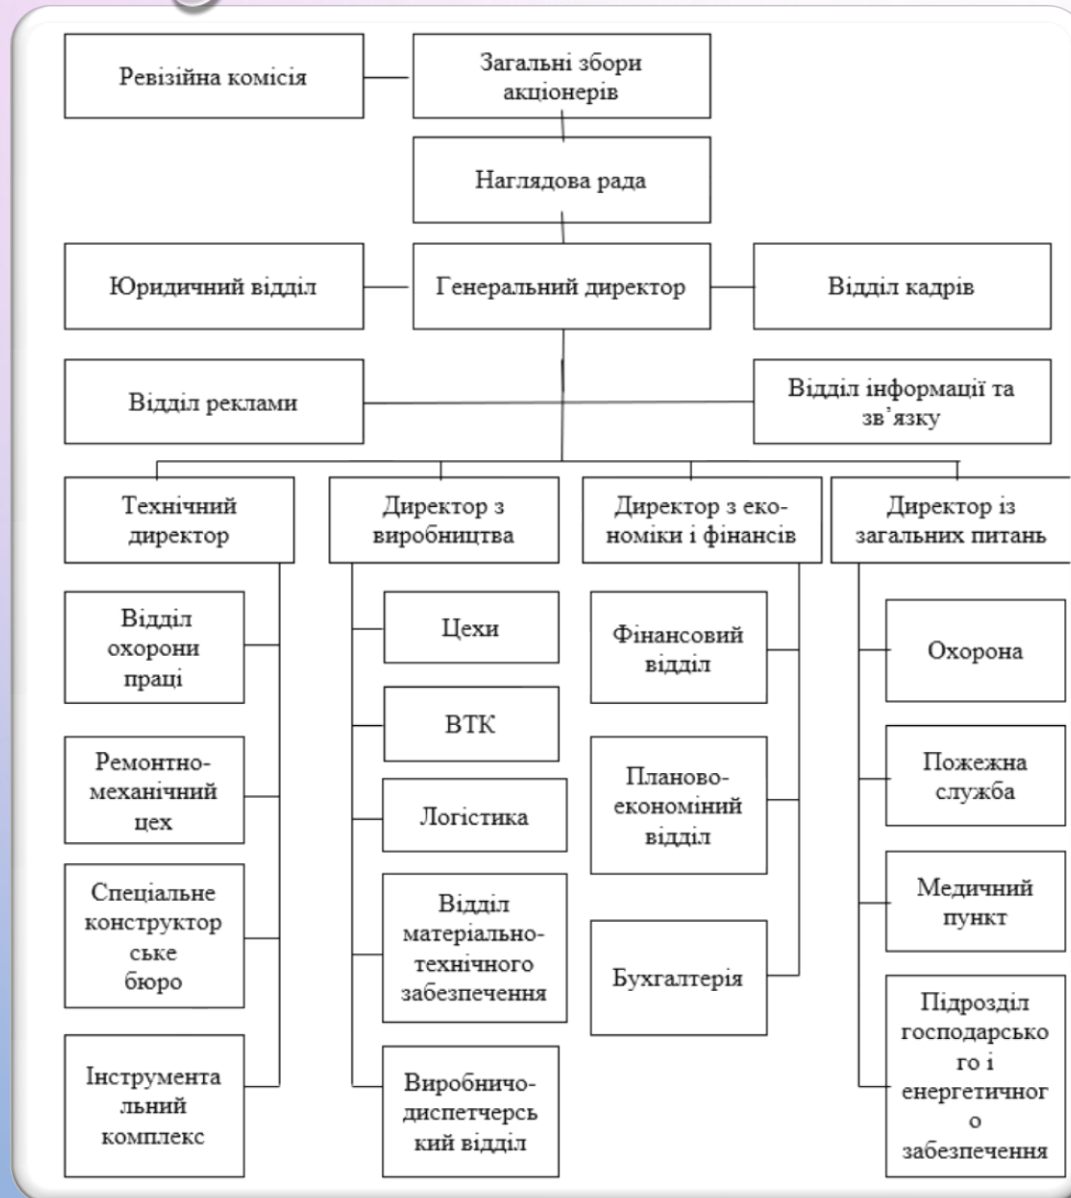 Ревізійна комісія
Загальні збори
акціонерів
Наглядова рада
Юридичний відділ
Генеральний директор
Відділ кадрів
Відділ реклами
Відділ інформації та
зв’язку
Технічний
директор
Директор з
виробництва
Директор з еко-
номіки і фінансів
Директор із
загальних питань
Відділ
охорони
праці
Ремонтно-
механічний
цех
Спеціальне
конструктор
ське
бюро
Інструмента
льний
комплекс
Цехи
ВТК
Логістика
Відділ
матеріально-
технічного
забезпечення
Виробничо-
диспетчерсь
кий відділ
Фінансовий
відділ
Планово-
економіний
відділ
Бухгалтерія
Охорона
Пожежна
служба
Медичний
пункт
Підрозділ
господарсько
го і
енергетичног
о
забезпечення